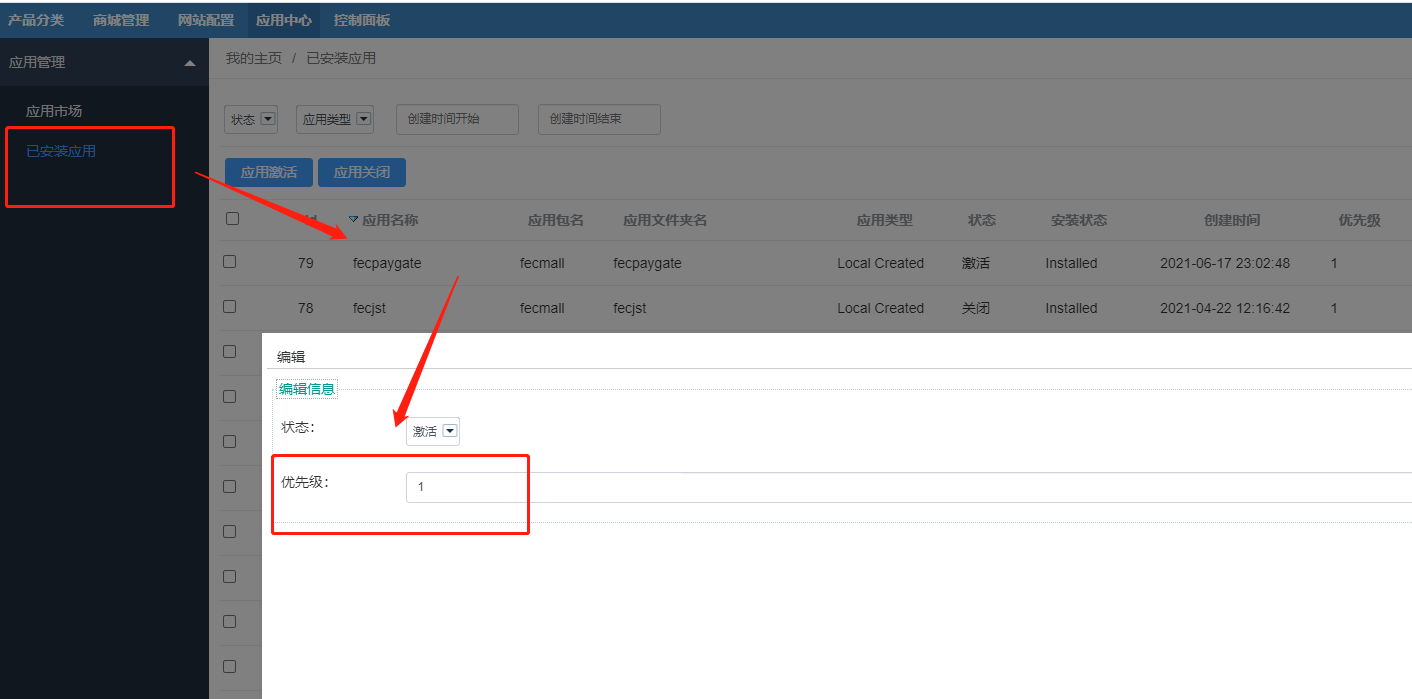 产品分类 商城管理 网站配置 应用中心 控制面板
应用管理
我的主页 / 已安装应用
应用市场
已安装应用
状态 应用类型 创建时间开始 创建时间结束
应用激活 应用关闭
Id 应用名称 应用包名 应用文件夹名 应用类型 状态 安装状态 创建时间 优先级
79 fecpaygate fecmall fecpaygate Local Created 激活 Installed 2021-06-17 23:02:48 1
78 fecjst fecmall fecjst Local Created 关闭 Installed 2021-04-22 12:16:42 1
编辑
编辑信息
状态： 激活
优先级： 1